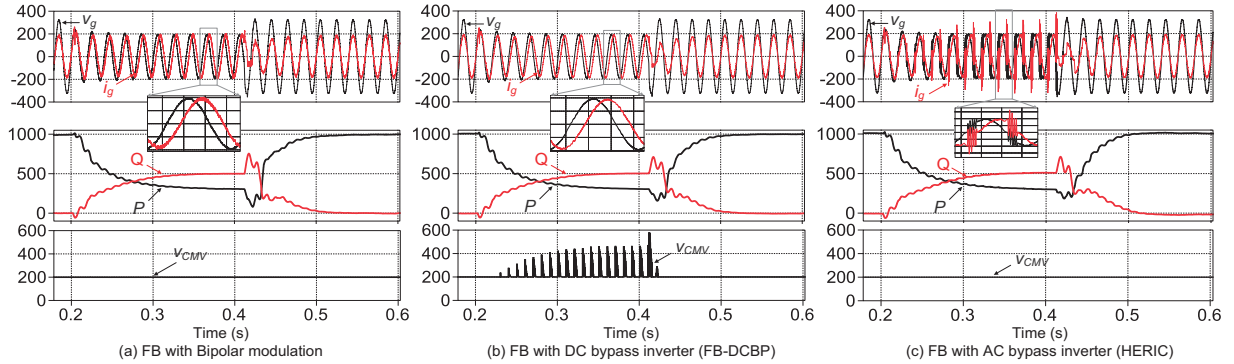 400
200
0
-200
-400
v_g
i_g
1000
500
0
Q
P
600
400
200
0
v_CMV
0.2
0.3
0.4
0.5
0.6
Time (s)
(a) FB with Bipolar modulation
400
200
0
-200
-400
v_g
i_g
1000
500
0
Q
P
600
400
200
0
v_CMV
0.2
0.3
0.4
0.5
0.6
Time (s)
(b) FB with DC bypass inverter (FB-DCBP)
400
200
0
-200
-400
v_g
i_g
1000
500
0
Q
P
600
400
200
0
v_CMV
0.2
0.3
0.4
0.5
0.6
Time (s)
(c) FB with AC bypass inverter (HERIC)